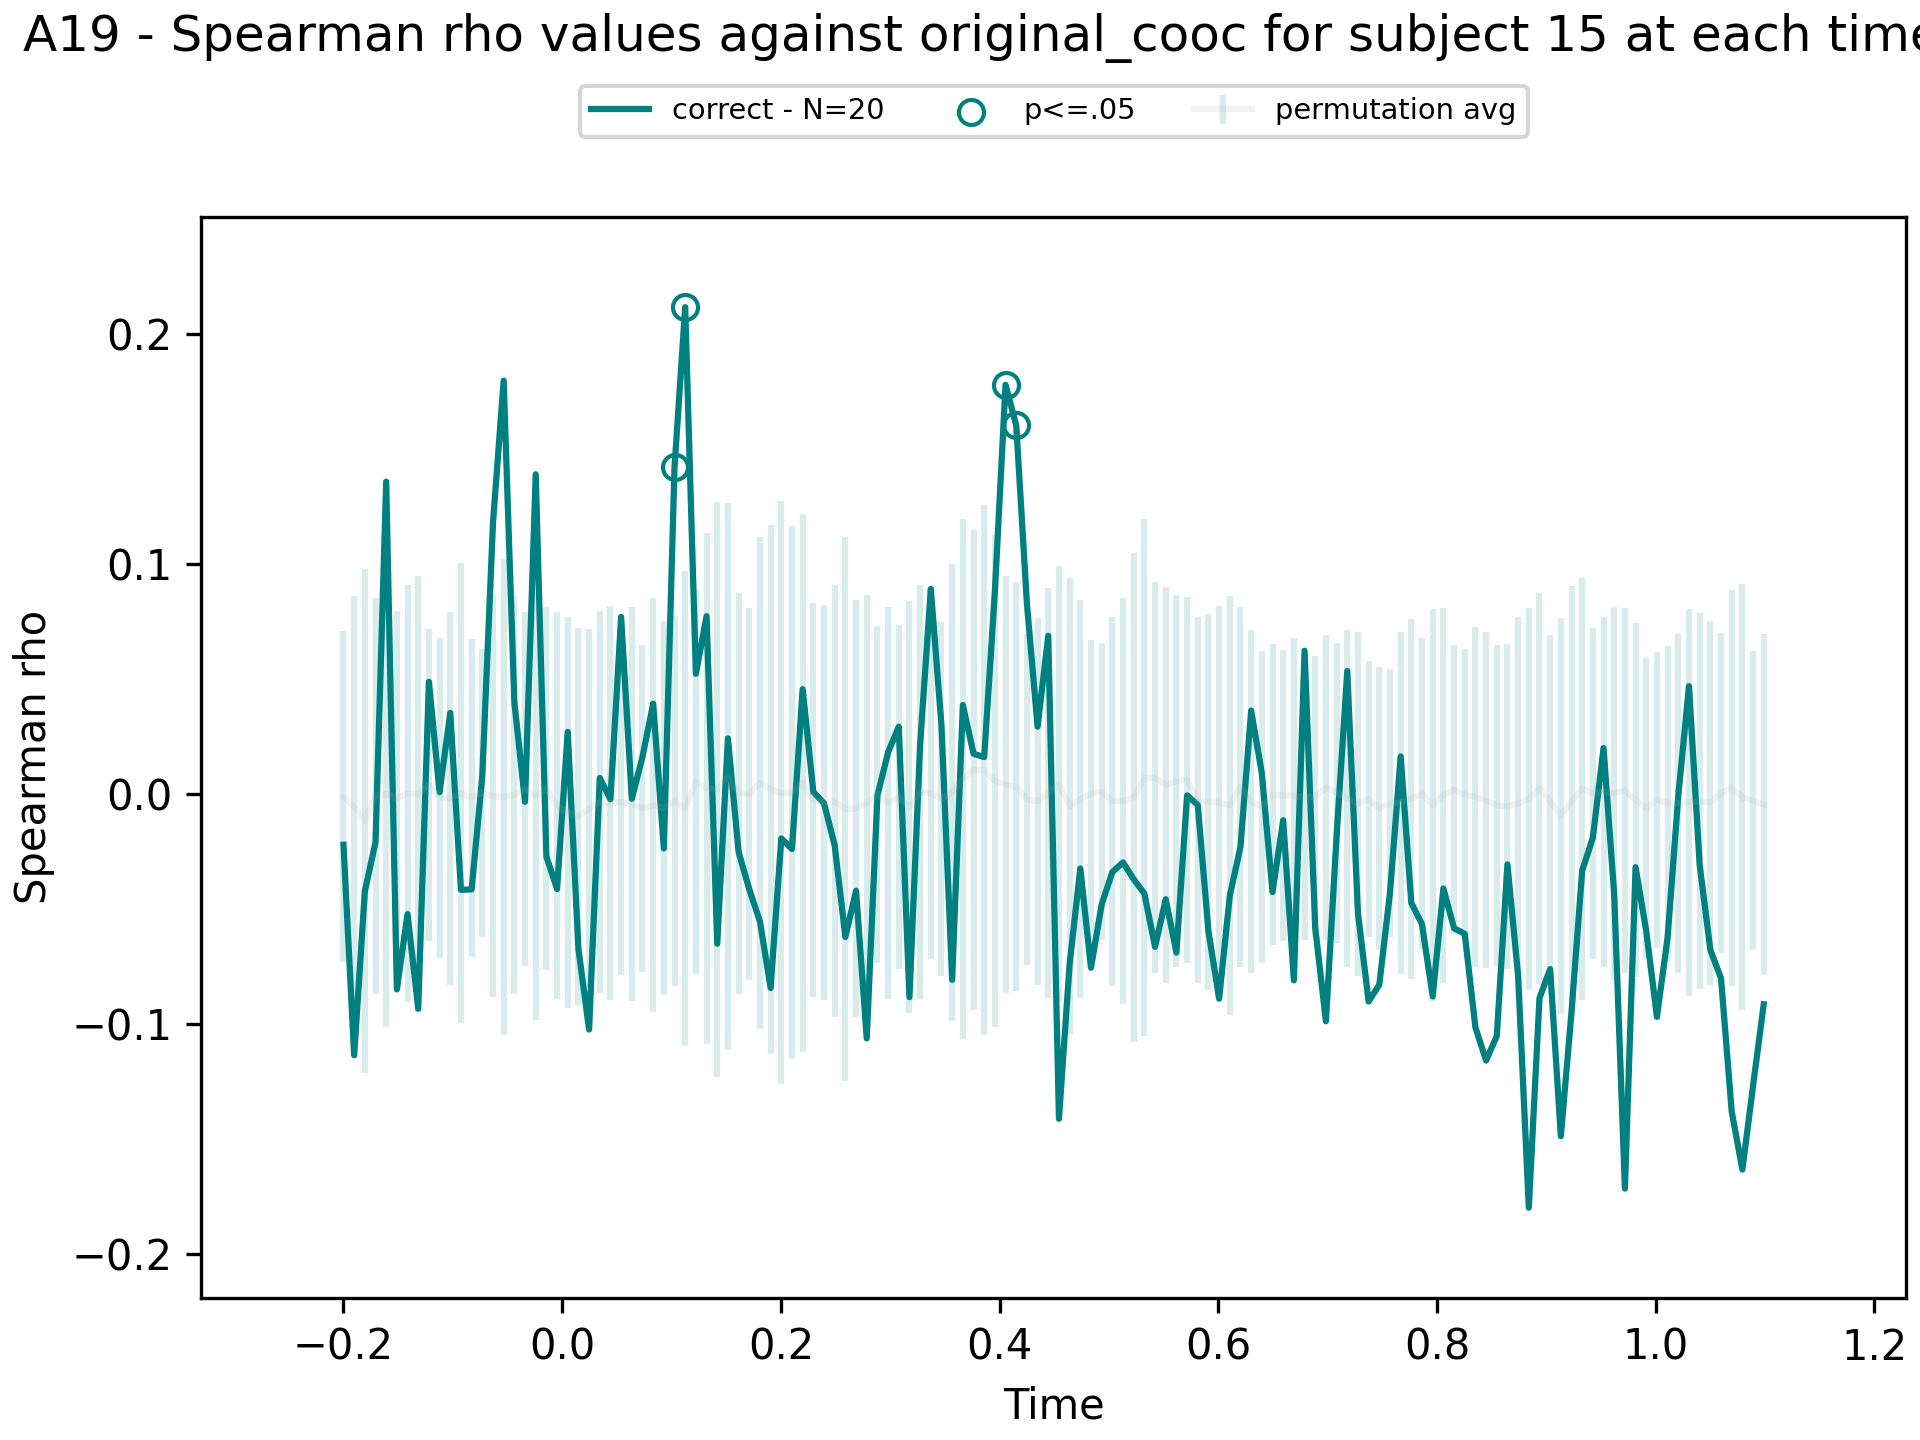 A19 - Spearman rho values against original_cooc for subject 15 at each time
correct - N=20 p<=.05 permutation avg
0.2
0.1
0.0
−0.1
−0.2
Spearman rho
−0.2 0.0 0.2 0.4 0.6 0.8 1.0 1.2
Time